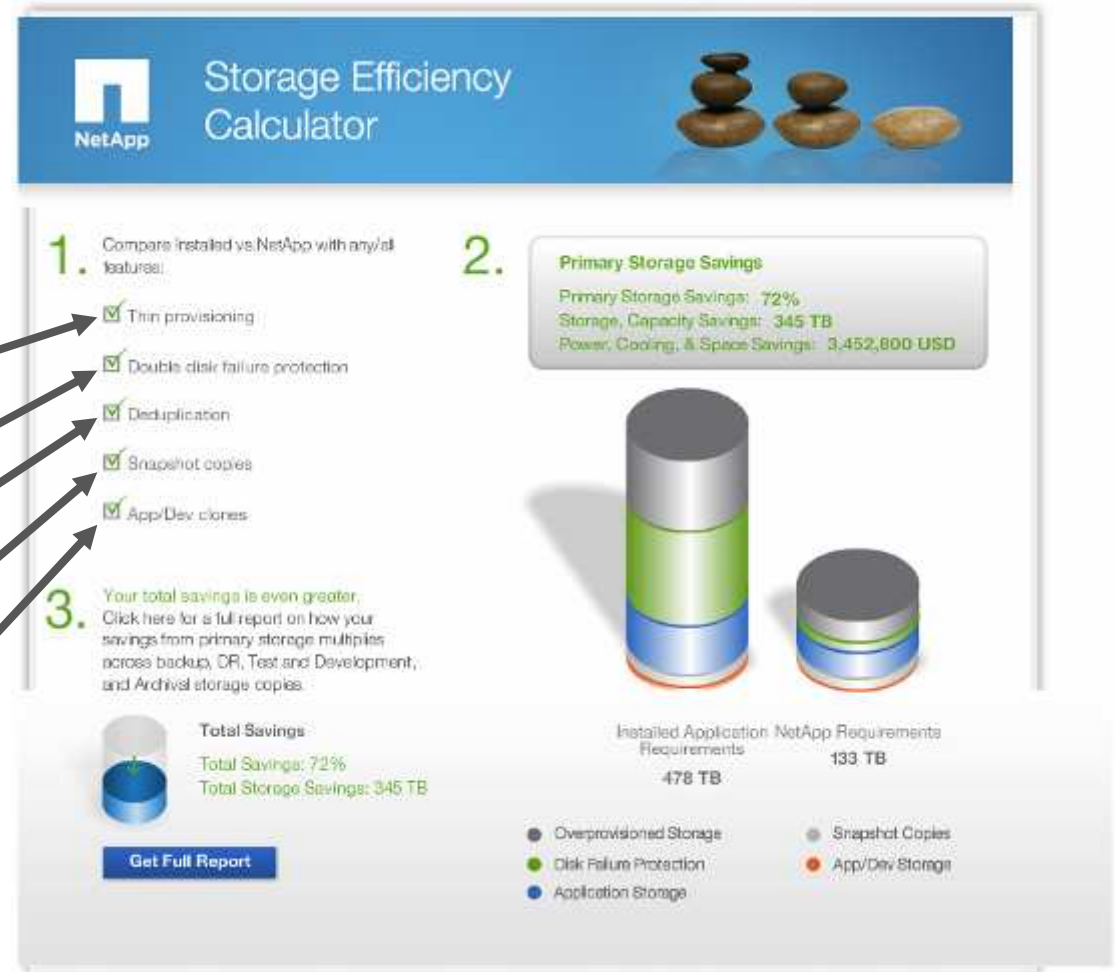 NetApp
Storage Efficiency
Calculator
1.
Compare Installed vs.NetApp with any/all
features:
Thin provisioning
Double disk failure protection
Deduplication
Snapshot copies
App/Dev clones
2.
Primary Storage Savings
Primary Storage Savings: 72%
Storage, Capacity Savings: 345 TB
Power, Cooling, & Space Savings: 3,452,800 USD
3.
Your total savings is even greater.
Click here for a full report on how your
savings from primary storage multiplies
across backup, DR, Test and Development,
and Archival storage copies.
Total Savings
Total Savings: 72%
Total Storage Savings: 345 TB
Get Full Report
Installed Application
Requirements
478 TB
NetApp Requirements
133 TB
Overprovisioned Storage
Disk Failure Protection
Application Storage
Snapshot Copies
App/Dev Storage